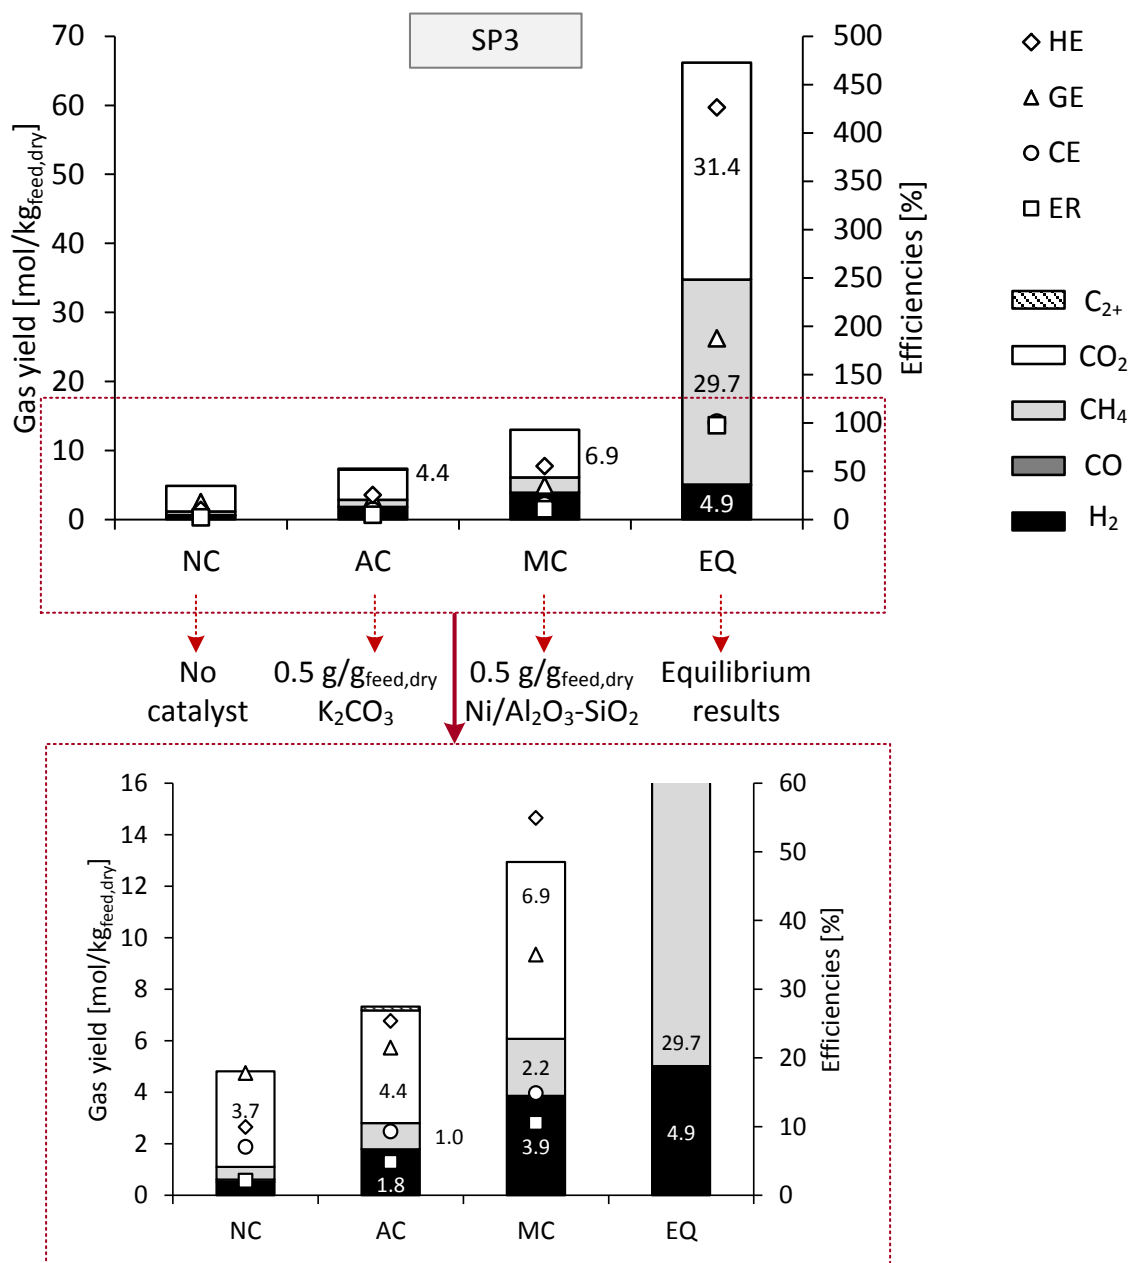 SP3
Gas yield [mol/kg_feed,dry]
70
60
50
40
30
20
10
0
31.4
29.7
4.9
6.9
4.4
500
450
400
350
300
250
200
150
100
50
0
Efficiencies [%]
NC
AC
MC
EQ
HE
GE
CE
ER
C₂₊
CO₂
CH₄
CO
H₂
No
catalyst
0.5 g/g_feed,dry
K₂CO₃
0.5 g/g_feed,dry
Ni/Al₂O₃-SiO₂
Equilibrium
results
Gas yield [mol/kg_feed,dry]
16
14
12
10
8
6
4
2
0
3.7
4.4
1.0
1.8
6.9
2.2
3.9
29.7
4.9
60
50
40
30
20
10
0
Efficiencies [%]
NC
AC
MC
EQ